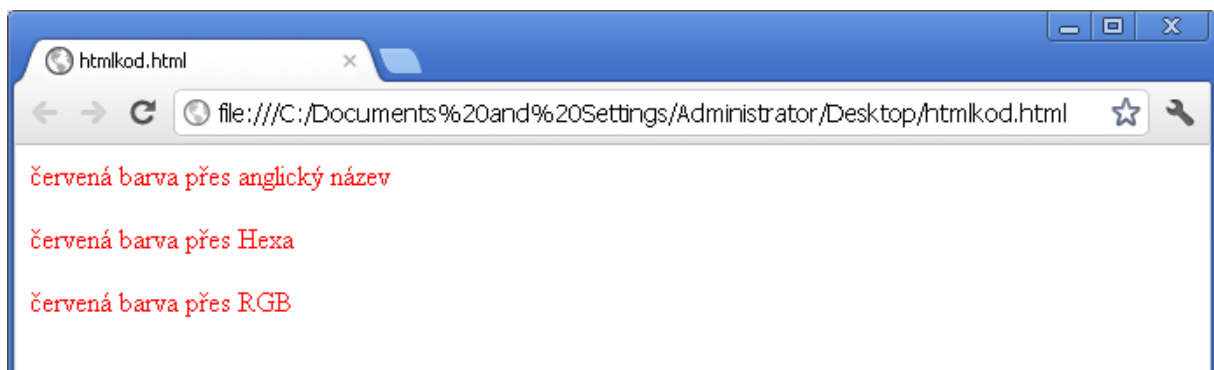 htmlkod.html
file:///C:/Documents%20and%20Settings/Administrator/Desktop/htmlkod.html
červená barva přes anglický název
červená barva přes Hexa
červená barva přes RGB